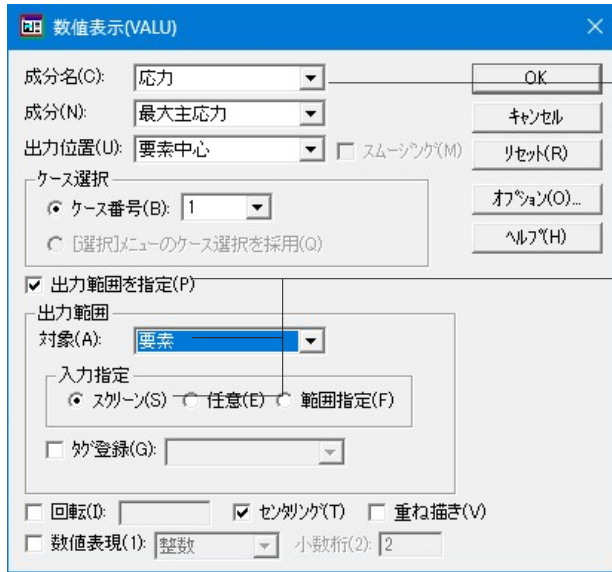 数値表示(VALU)
成分名(C): 応力 OK
成分(N): 最大主応力 キャンセル
出力位置(U): 要素中心 スムージング(M) リセット(R)
ケース選択
ケース番号(B): 1 オプション(O)...
[選択]メニューのケース選択を採用(Q) ヘルプ(H)
出力範囲を指定(P)
出力範囲
対象(A): 要素
入力指定
スクリーン(S) 任意(E) 範囲指定(F)
タグ登録(G):
回転(I): センタリング(T) 重ね描き(V)
数値表現(1): 整数 小数桁(2): 2